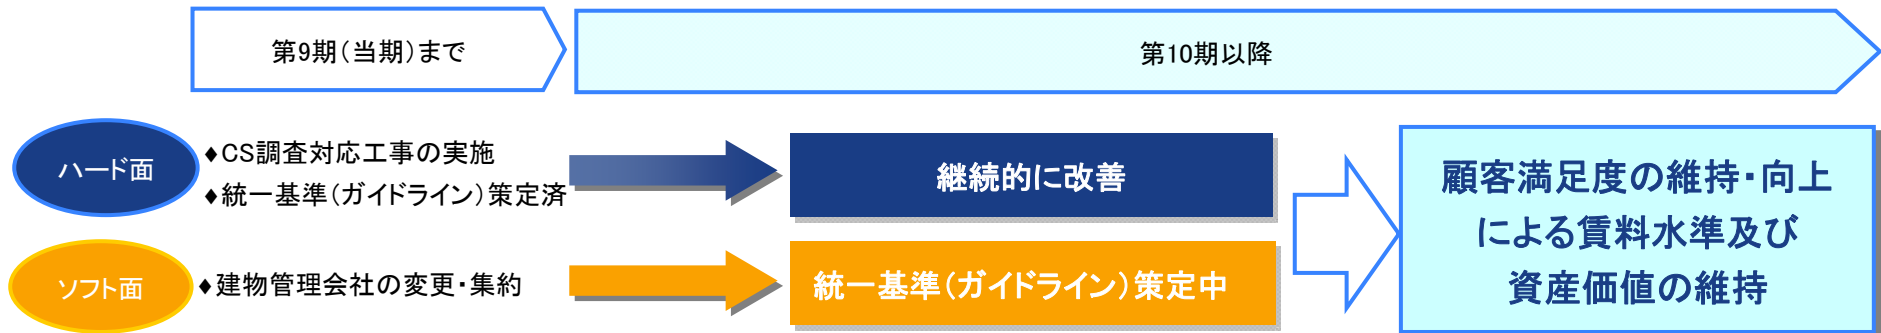 第9期（当期）まで
第10期以降
ハード面
♦CS調査対応工事の実施
♦統一基準（ガイドライン）策定済
継続的に改善
ソフト面
♦建物管理会社の変更・集約
統一基準（ガイドライン）策定中
顧客満足度の維持・向上
による賃料水準及び
資産価値の維持